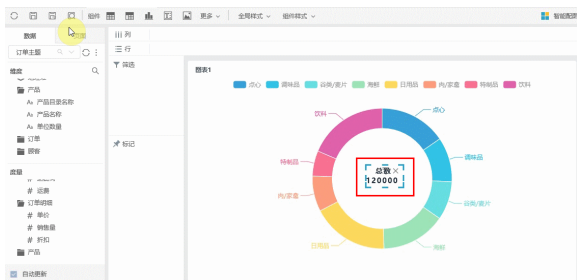 组件
更多
全局样式
组件样式
智能配图
数据
列
行
订单主题
维度
产品
Aa 产品目录名称
Aa 产品名称
Aa 单位数量
订单
顾客
度量
# 运费
订单明细
# 单价
# 销售量
# 折扣
产品
自动更新
筛选
标记
图表1
点心 调味品 谷类/麦片 海鲜 日用品 肉/家禽 特制品 饮料
饮料
点心
特制品
调味品
总数
120000
肉/家禽
谷类/麦片
日用品
海鲜